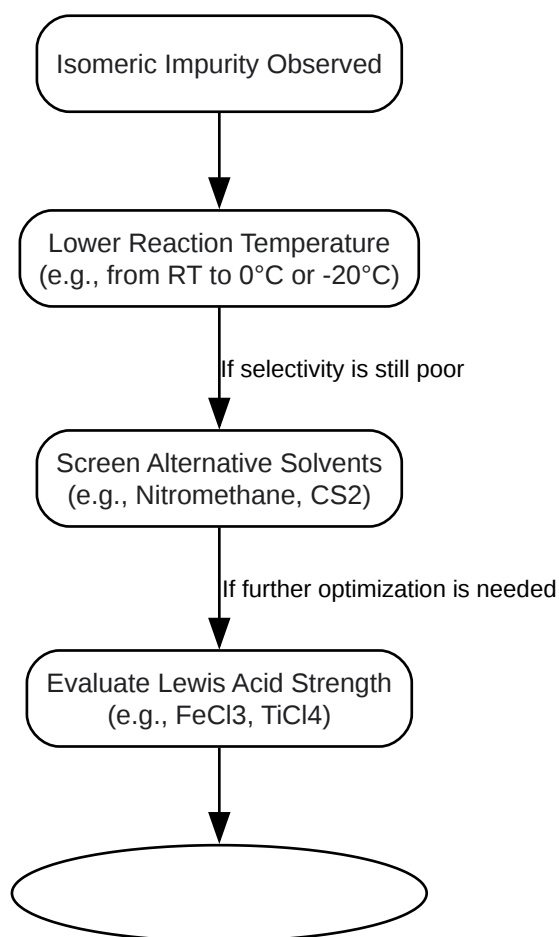 Isomeric Impurity Observed
Lower Reaction Temperature
(e.g., from RT to 0°C or -20°C)
If selectivity is still poor
Screen Alternative Solvents
(e.g., Nitromethane, CS2)
If further optimization is needed
Evaluate Lewis Acid Strength
(e.g., FeCl3, TiCl4)